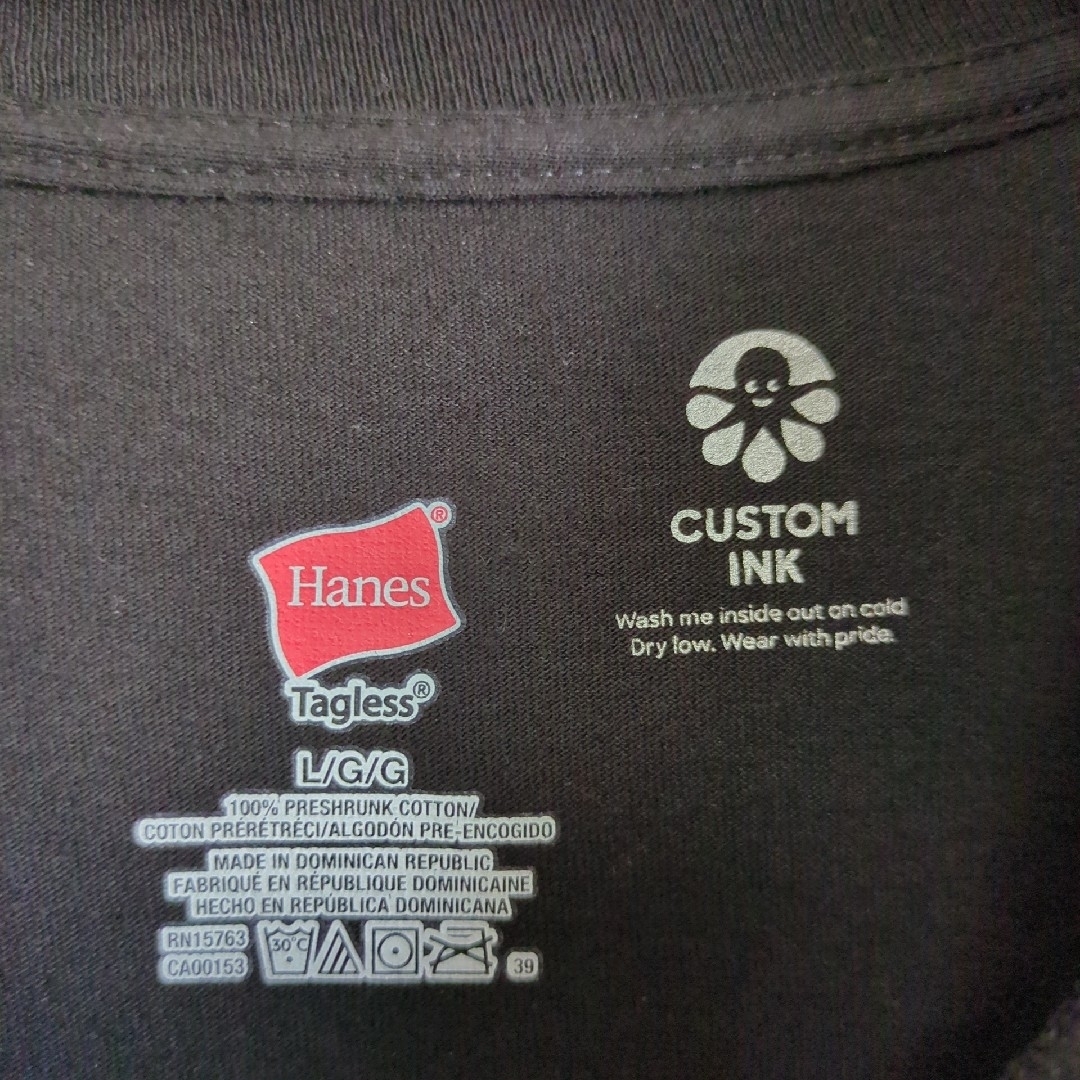 Hanes®
Tagless®
L/G/G
100% PRESHRUNK COTTON/
COTON PRÉRÉTRÉCI/ALGODÓN PRE-ENCOGIDO
MADE IN DOMINICAN REPUBLIC
FABRIQUÉ EN RÉPUBLIQUE DOMINICAINE
HECHO EN REPÚBLICA DOMINICANA
RN15763
CA00153
30°C
39
CUSTOM
INK
Wash me inside out on cold
Dry low. Wear with pride.